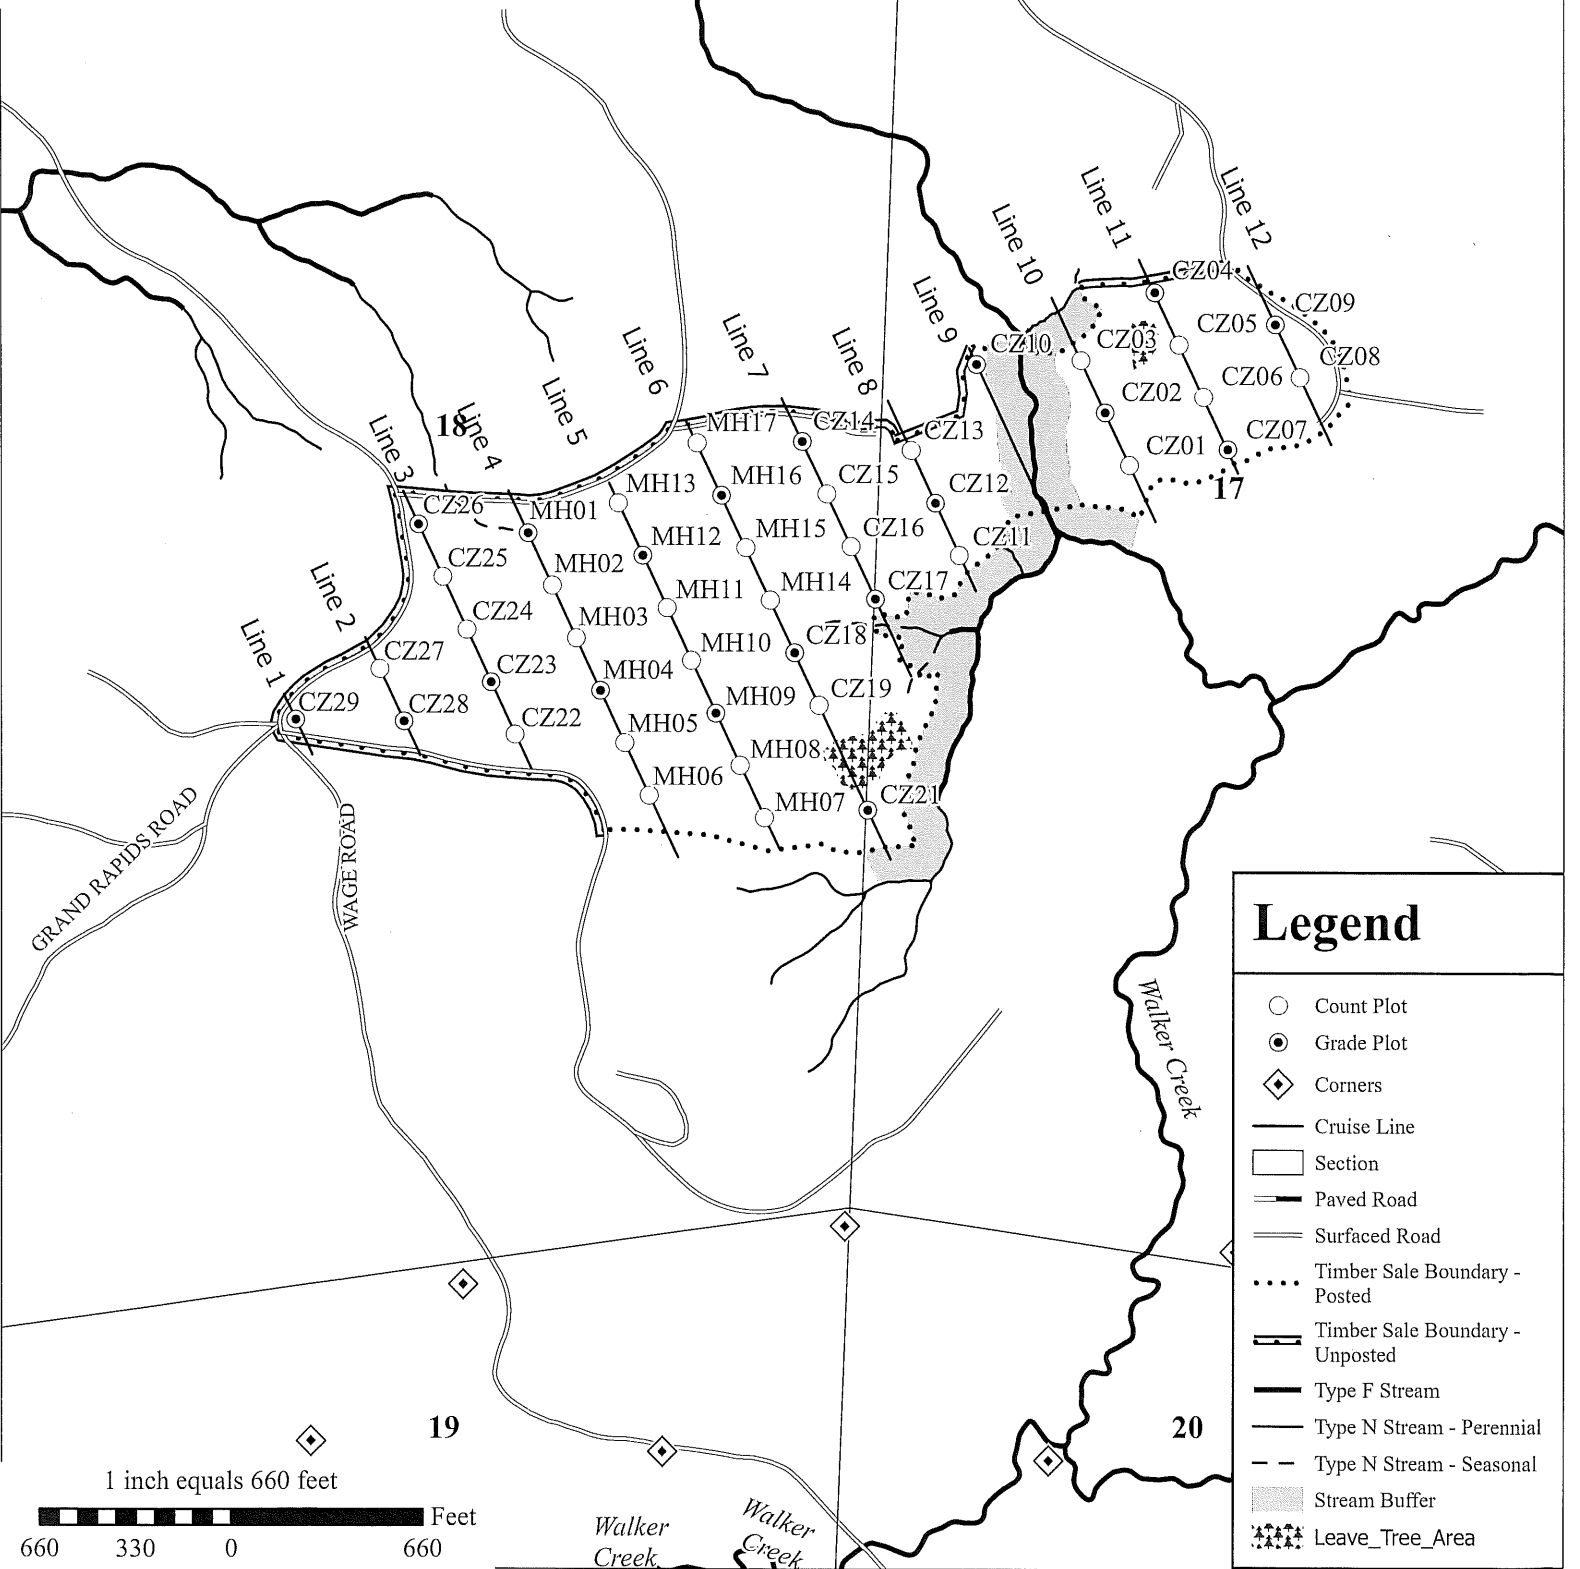 Line 12
Line 11
Line 10
Line 9
Line 8
Line 7
Line 6
Line 5
Line 4
Line 3
Line 2
Line 1
CZ04
CZ09
CZ05
CZ03
CZ10
CZ08
CZ06
CZ02
CZ07
CZ01
17
18
MH17
CZ14
CZ13
MH13
MH16
CZ15
CZ12
CZ26
MH01
MH12
MH15
CZ16
CZ11
CZ25
MH02
MH11
MH14
CZ17
CZ24
MH03
MH10
CZ18
CZ27
CZ23
MH04
MH09
CZ19
CZ29
CZ28
CZ22
MH05
MH08
MH06
MH07
CZ21
GRAND RAPIDS ROAD
WAGE ROAD
Walker Creek
19
20
1 inch equals 660 feet
Feet
660 330 0 660
Walker
Creek
Walker
Creek
Legend
Count Plot
Grade Plot
Corners
Cruise Line
Section
Paved Road
Surfaced Road
Timber Sale Boundary -
Posted
Timber Sale Boundary -
Unposted
Type F Stream
Type N Stream - Perennial
Type N Stream - Seasonal
Stream Buffer
Leave_Tree_Area